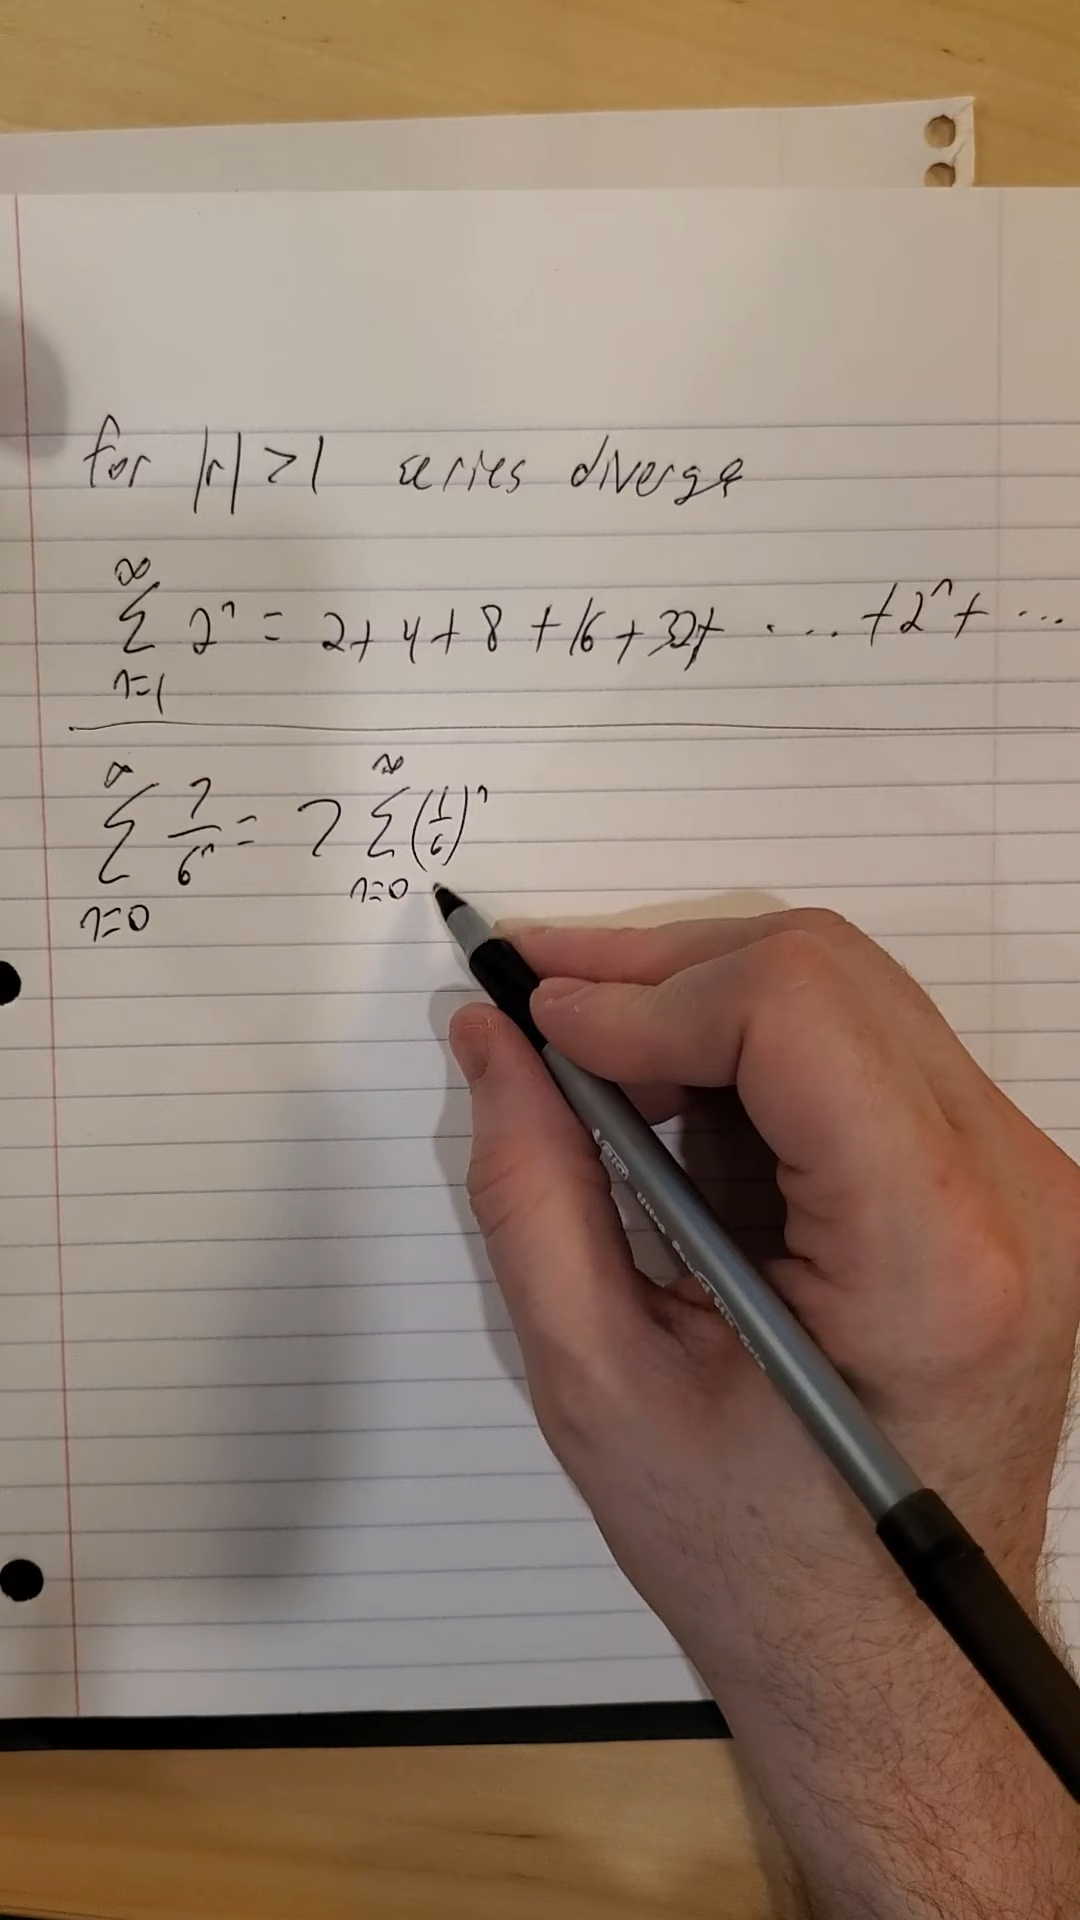 for |r| > 1 series diverge
∞
∑ 2ⁿ = 2 + 4 + 8 + 16 + 32 + . ... + 2ⁿ + ...
n=1
∞ ∞
∑ 7/6ⁿ = 7 ∑ (1/6)ⁿ
n=0 n=0
BIC